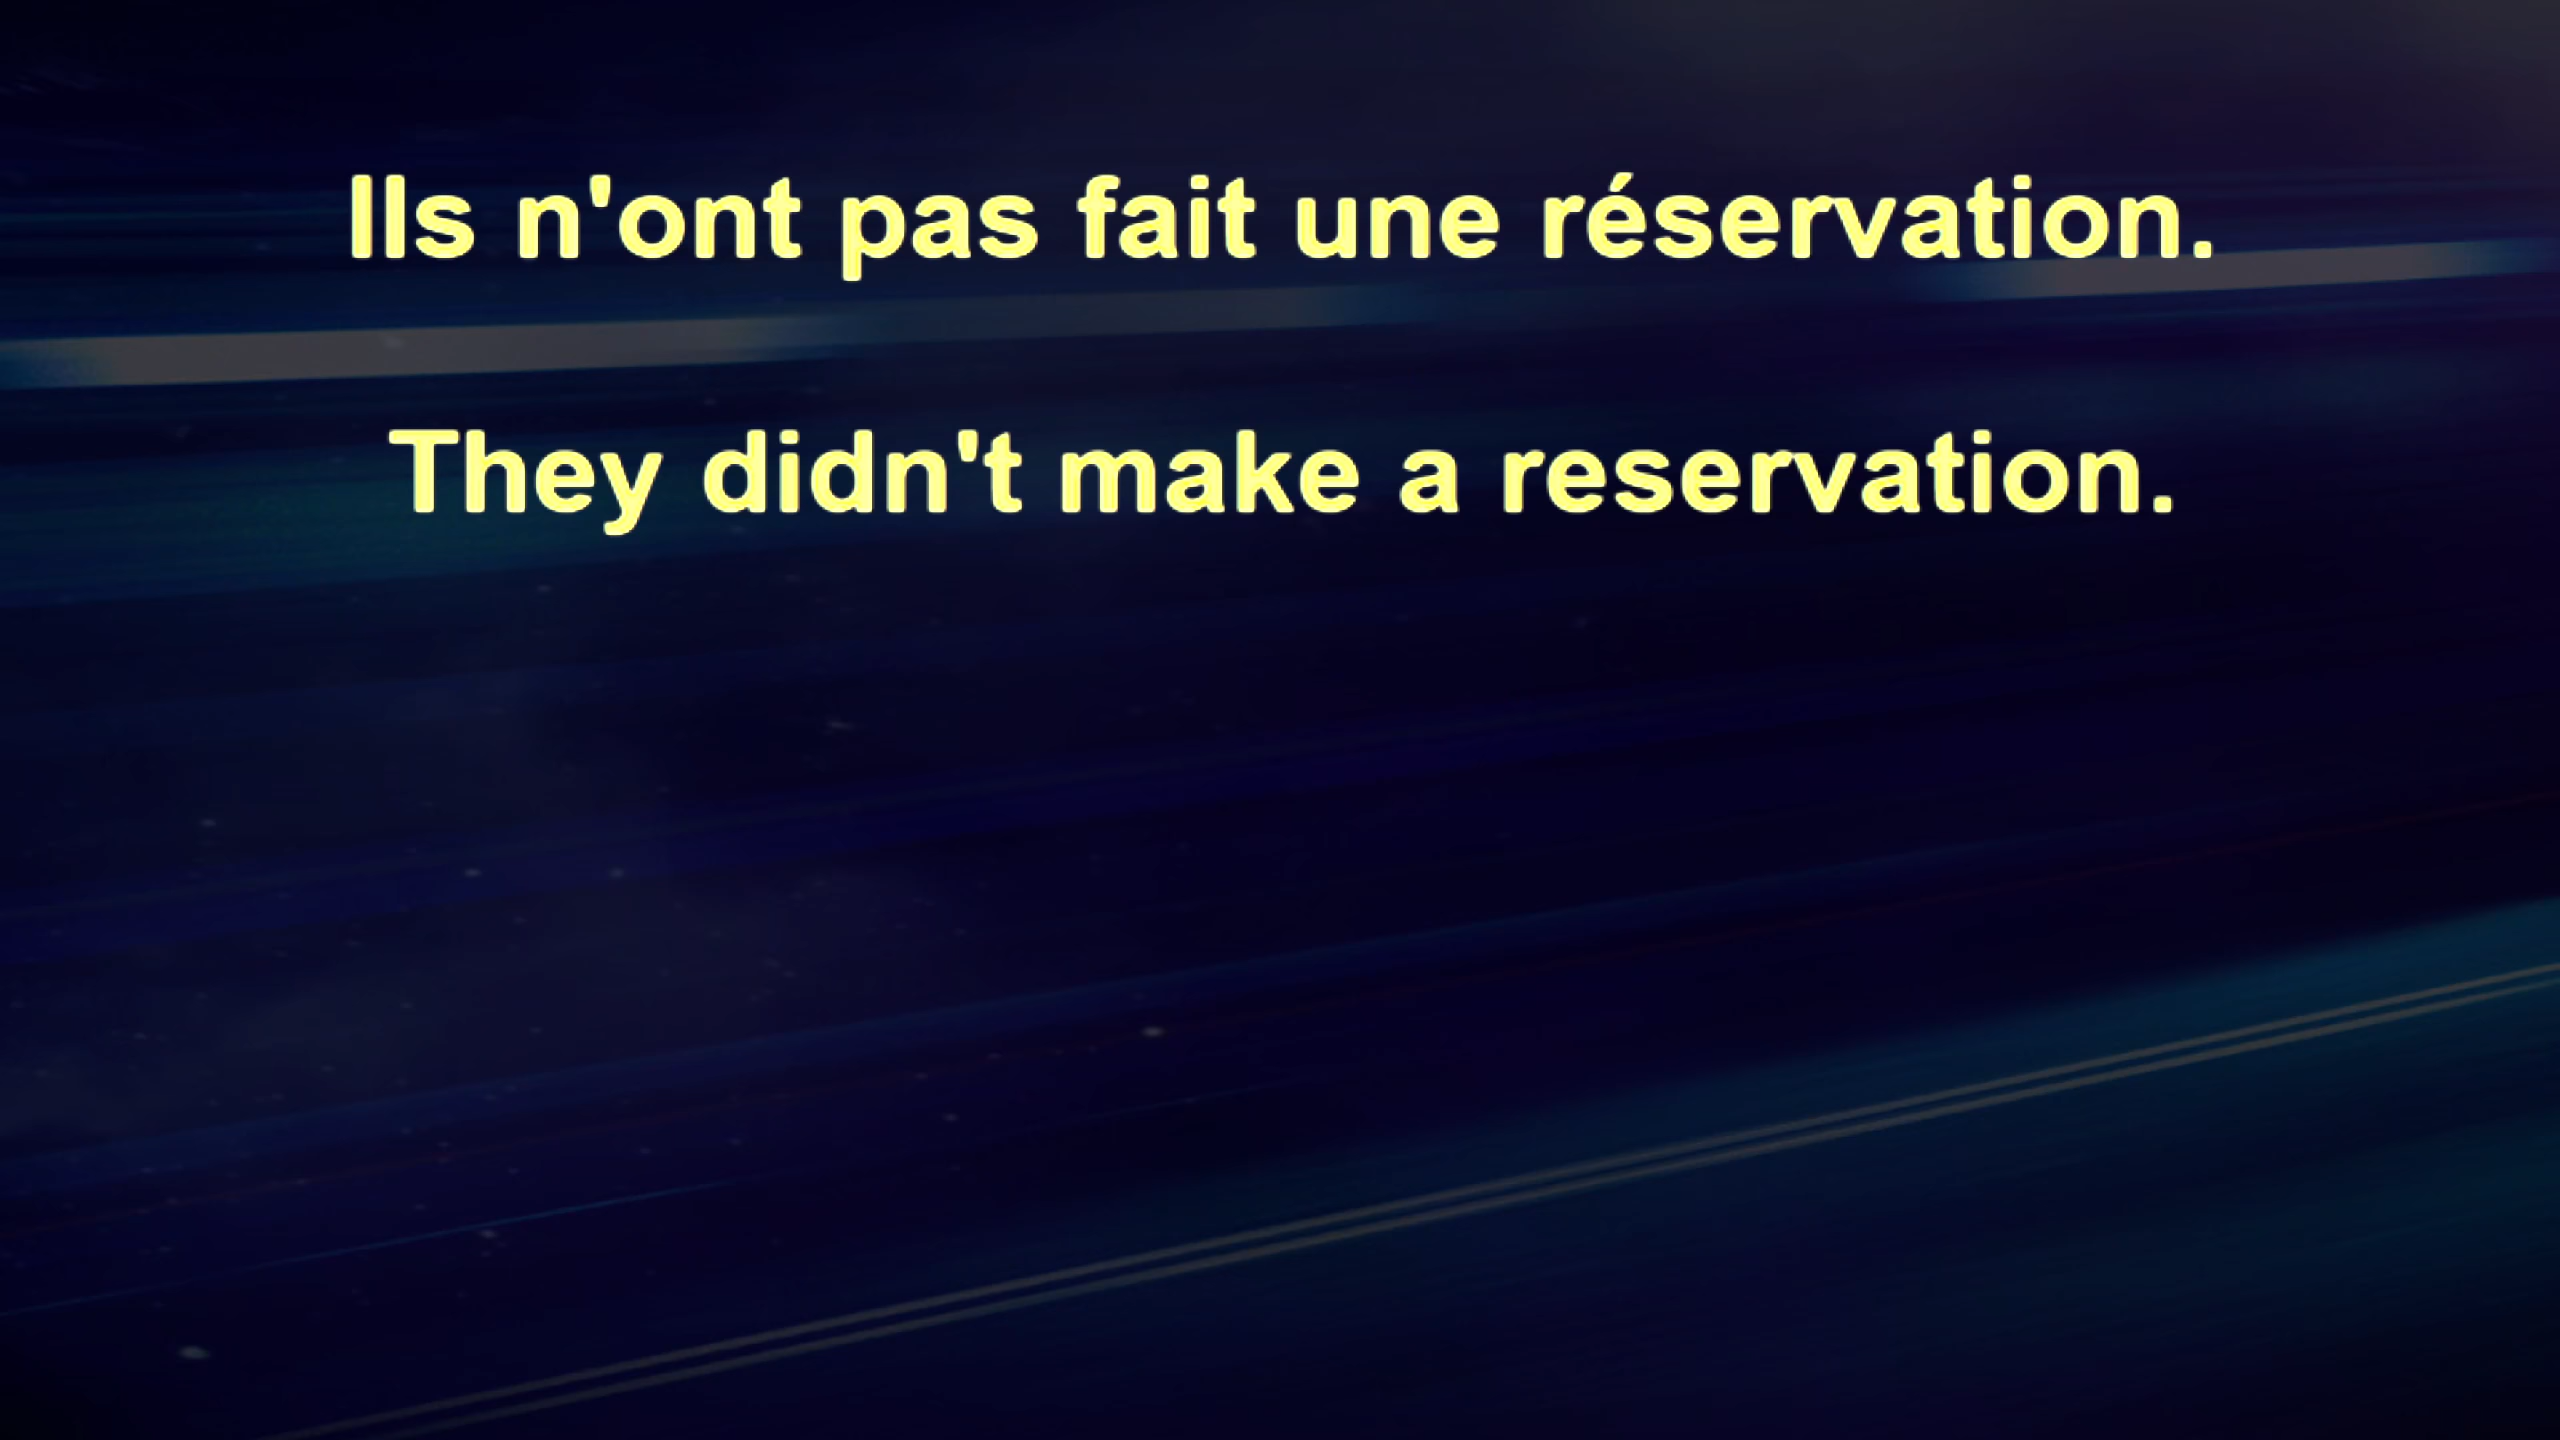 Ils n'ont pas fait une réservation.
They didn't make a reservation.